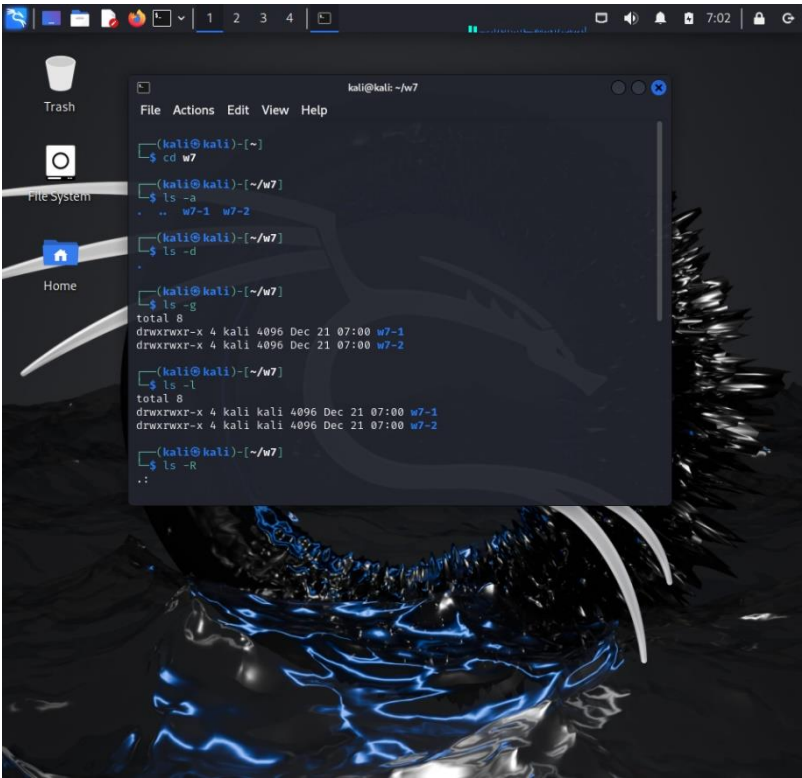 1 2 3 4
7:02
Trash
File System
Home
kali@kali: ~/w7
File Actions Edit View Help
┌──(kali㉿kali)-[~]
└─$ cd w7
┌──(kali㉿kali)-[~/w7]
└─$ ls -a
. .. w7-1 w7-2
┌──(kali㉿kali)-[~/w7]
└─$ ls -d
.
┌──(kali㉿kali)-[~/w7]
└─$ ls -g
total 8
drwxrwxr-x 4 kali 4096 Dec 21 07:00 w7-1
drwxrwxr-x 4 kali 4096 Dec 21 07:00 w7-2
┌──(kali㉿kali)-[~/w7]
└─$ ls -l
total 8
drwxrwxr-x 4 kali kali 4096 Dec 21 07:00 w7-1
drwxrwxr-x 4 kali kali 4096 Dec 21 07:00 w7-2
┌──(kali㉿kali)-[~/w7]
└─$ ls -R
.: